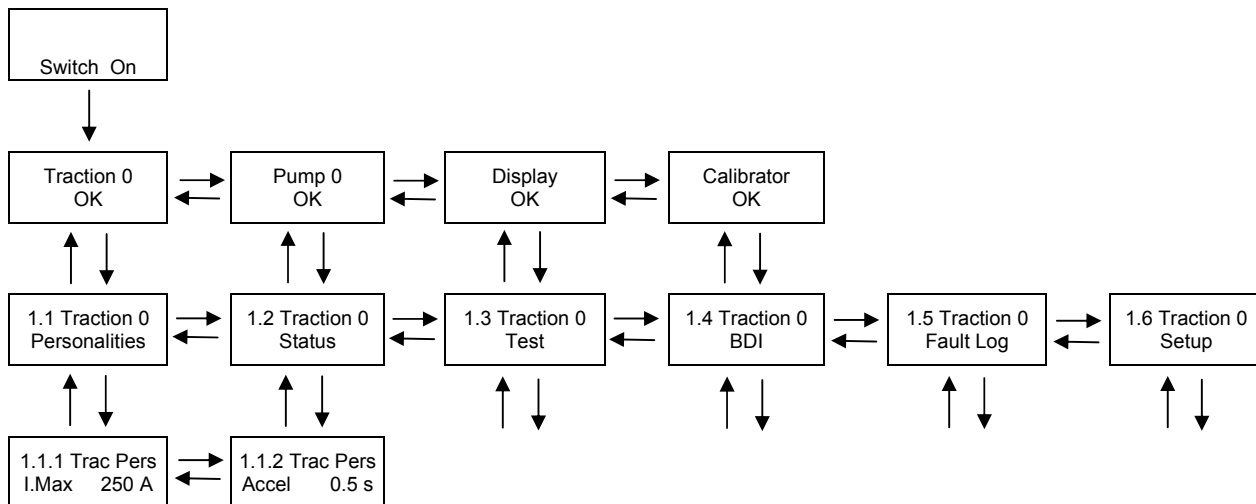 Switch On
Traction 0
OK
Pump 0
OK
Display
OK
Calibrator
OK
1.1 Traction 0
Personalities
1.2 Traction 0
Status
1.3 Traction 0
Test
1.4 Traction 0
BDI
1.5 Traction 0
Fault Log
1.6 Traction 0
Setup
1.1.1 Trac Pers
I.Max 250 A
1.1.2 Trac Pers
Accel 0.5 s